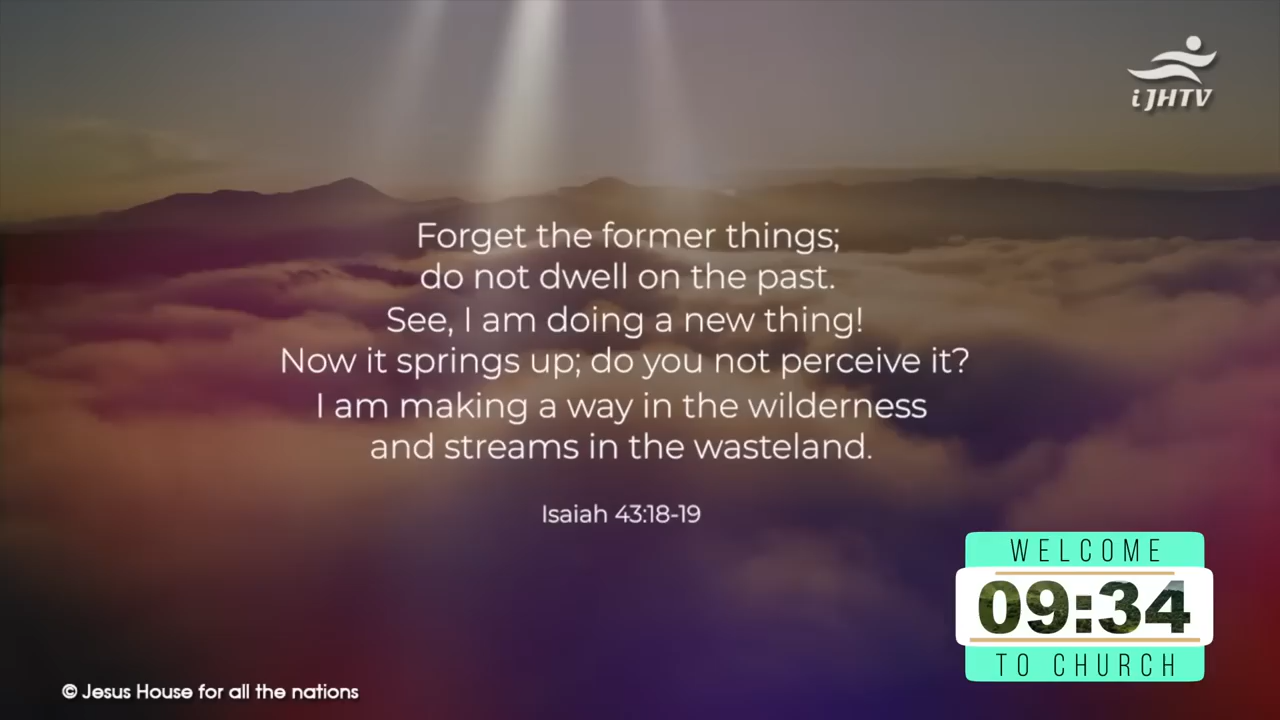 i JHTV
Forget the former things;
do not dwell on the past.
See, I am doing a new thing!
Now it springs up; do you not perceive it?
I am making a way in the wilderness
and streams in the wasteland.
Isaiah 43:18-19
WELCOME
09:34
TO CHURCH
© Jesus House for all the nations